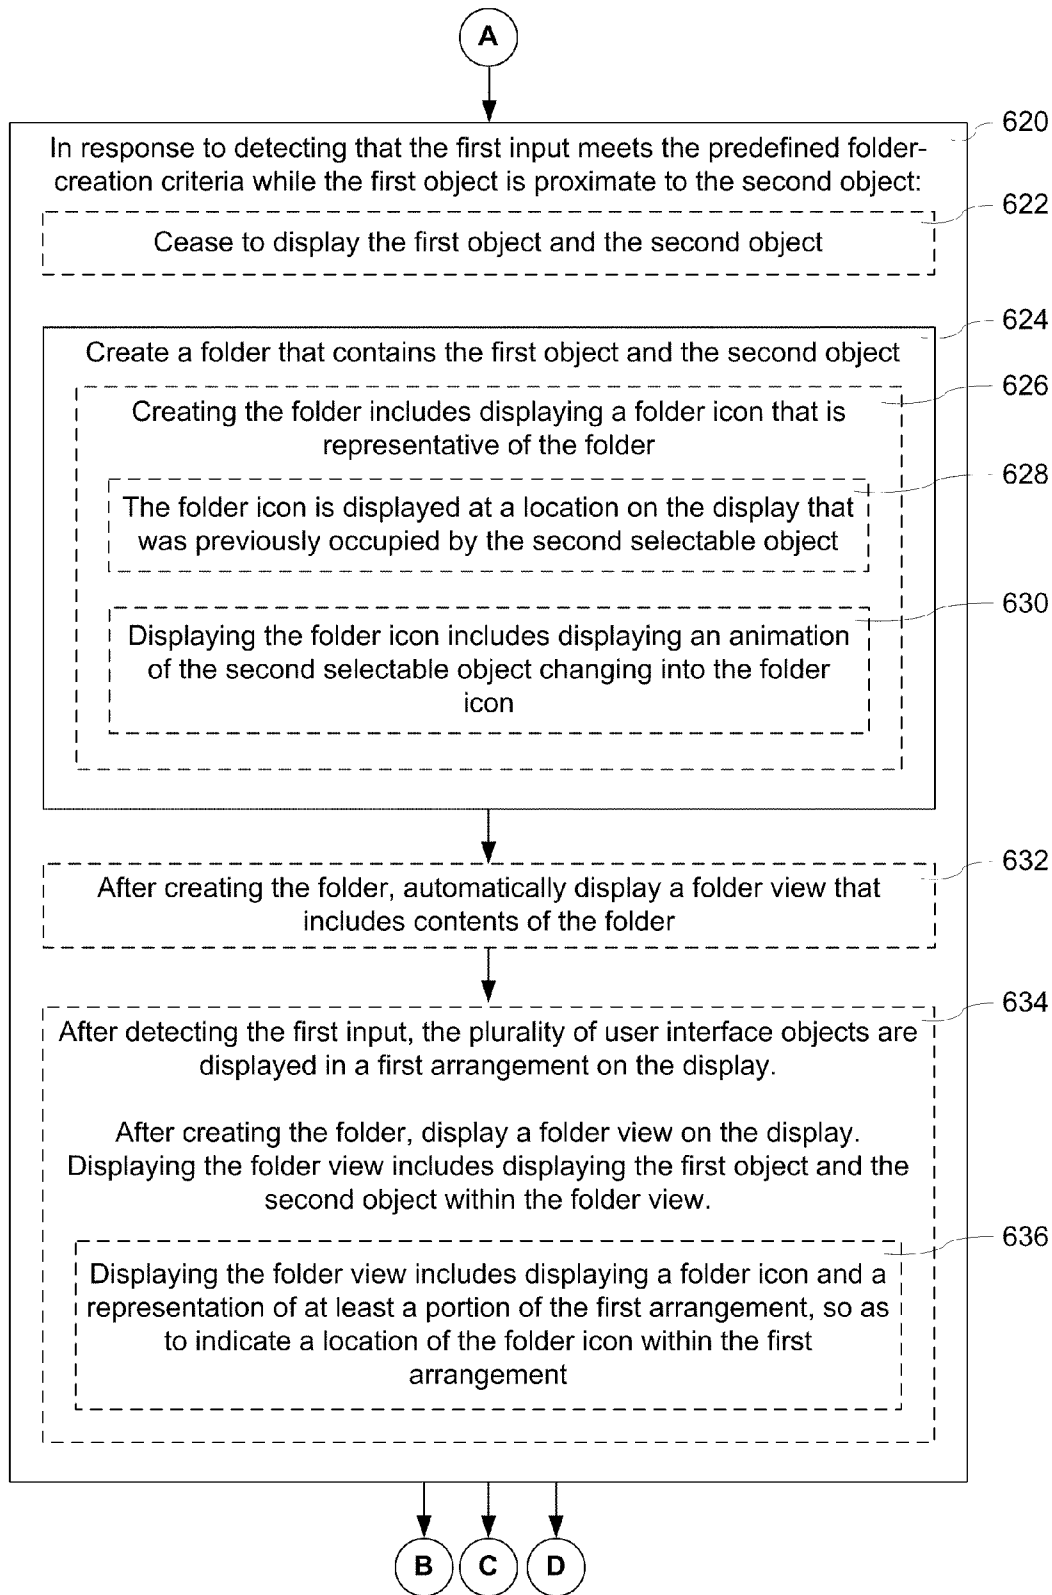 A
620
In response to detecting that the first input meets the predefined folder-
creation criteria while the first object is proximate to the second object:
622
Cease to display the first object and the second object
624
Create a folder that contains the first object and the second object
626
Creating the folder includes displaying a folder icon that is
representative of the folder
628
The folder icon is displayed at a location on the display that
was previously occupied by the second selectable object
630
Displaying the folder icon includes displaying an animation
of the second selectable object changing into the folder
icon
632
After creating the folder, automatically display a folder view that
includes contents of the folder
634
After detecting the first input, the plurality of user interface objects are
displayed in a first arrangement on the display.
After creating the folder, display a folder view on the display.
Displaying the folder view includes displaying the first object and the
second object within the folder view.
636
Displaying the folder view includes displaying a folder icon and a
representation of at least a portion of the first arrangement, so as
to indicate a location of the folder icon within the first
arrangement
B C D